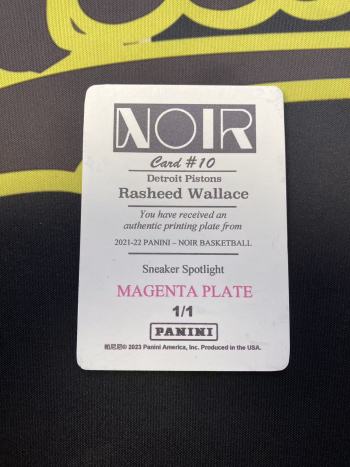 NOIR
Card #10
Detroit Pistons
Rasheed Wallace
You have received an
authentic printing plate from
2021-22 PANINI – NOIR BASKETBALL
Sneaker Spotlight
MAGENTA PLATE
1/1
PANINI
帕尼尼© 2023 Panini America, Inc. Produced in the USA.